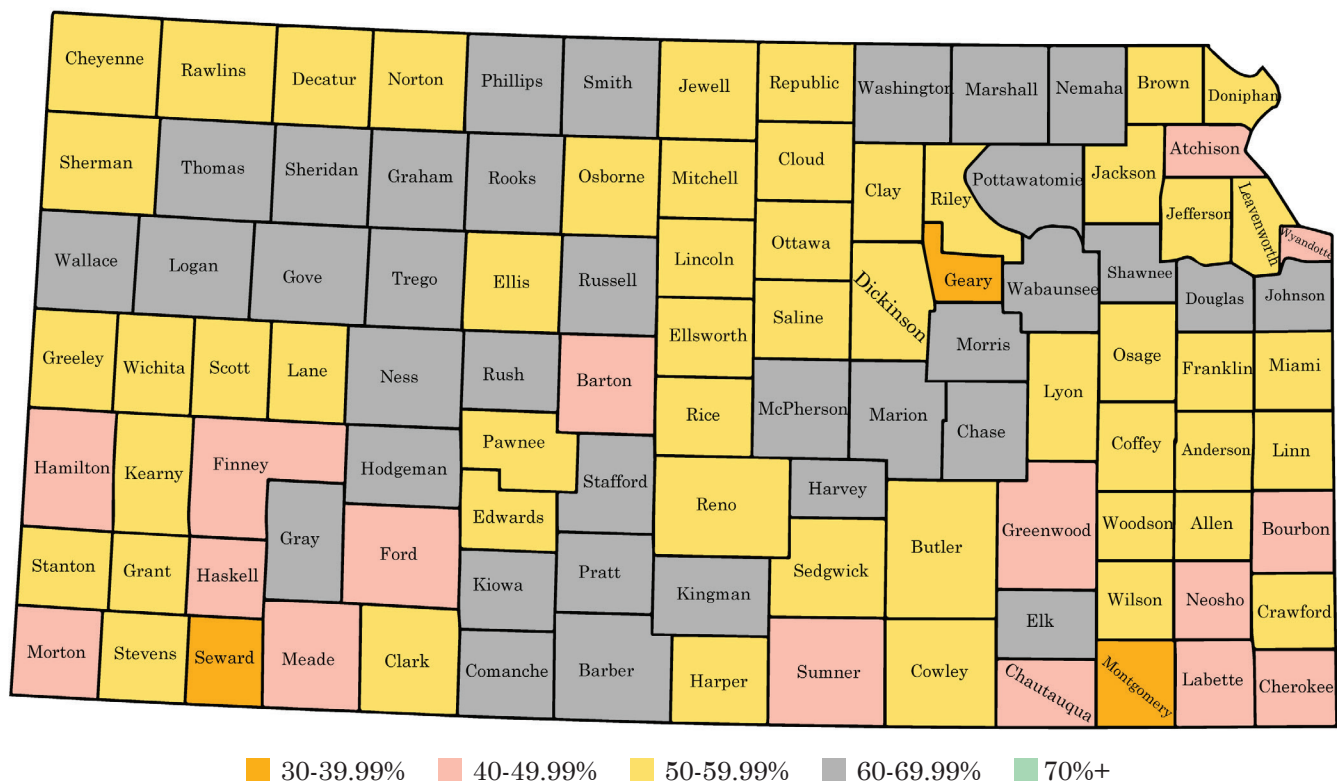 Cheyenne
Rawlins
Decatur
Norton
Phillips
Smith
Jewell
Republic
Washington
Marshall
Nemaha
Brown
Doniphan
Sherman
Thomas
Sheridan
Graham
Rooks
Osborne
Mitchell
Cloud
Clay
Riley
Pottawatomie
Jackson
Atchison
Jefferson
Leavenworth
Wyandotte
Wallace
Logan
Gove
Trego
Ellis
Russell
Lincoln
Ottawa
Dickinson
Geary
Wabaunsee
Shawnee
Douglas
Johnson
Greeley
Wichita
Scott
Lane
Ness
Rush
Barton
Ellsworth
Saline
Morris
Lyon
Osage
Franklin
Miami
Hamilton
Kearny
Finney
Hodgeman
Pawnee
Stafford
Rice
McPherson
Marion
Chase
Coffey
Anderson
Linn
Stanton
Grant
Haskell
Gray
Ford
Edwards
Kiowa
Pratt
Reno
Harvey
Kingman
Sedgwick
Butler
Greenwood
Woodson
Allen
Bourbon
Morton
Stevens
Seward
Meade
Clark
Comanche
Barber
Harper
Sumner
Cowley
Elk
Chautauqua
Wilson
Montgomery
Neosho
Labette
Crawford
Cherokee
30-39.99% 40-49.99% 50-59.99% 60-69.99% 70%+